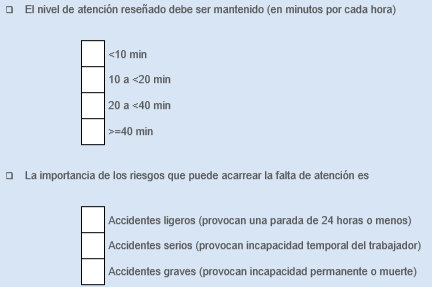 El nivel de atención reseñado debe ser mantenido (en minutos por cada hora)
<10 min
10 a <20 min
20 a <40 min
>=40 min
La importancia de los riesgos que puede acarrear la falta de atención es
Accidentes ligeros (provocan una parada de 24 horas o menos)
Accidentes serios (provocan incapacidad temporal del trabajador)
Accidentes graves (provocan incapacidad permanente o muerte)